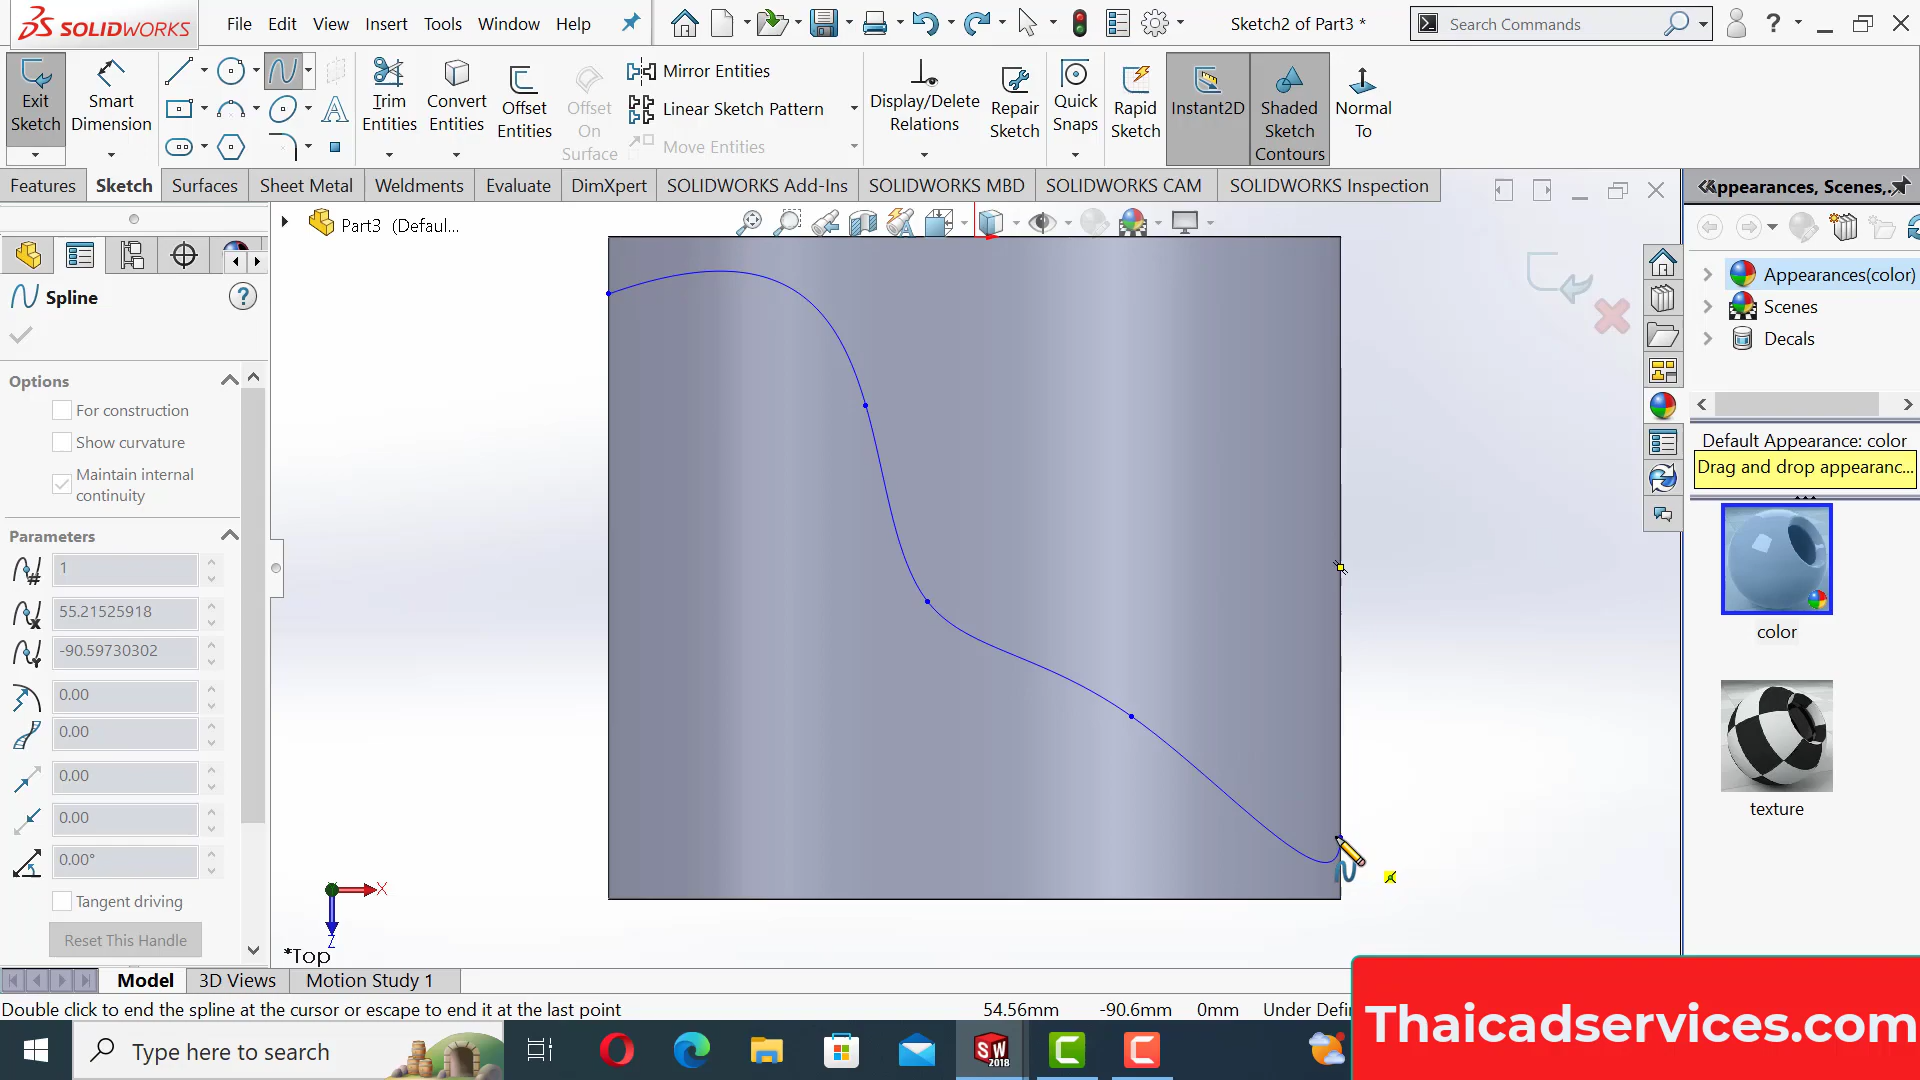 SOLIDWORKS
File Edit View Insert Tools Window Help
Sketch2 of Part3 *
Search Commands
?
Exit Sketch
Smart Dimension
Trim Entities
Convert Entities
Offset Entities
Offset On Surface
Mirror Entities
Linear Sketch Pattern
Move Entities
Display/Delete Relations
Repair Sketch
Quick Snaps
Rapid Sketch
Instant2D
Shaded Sketch Contours
Normal To
Features Sketch Surfaces Sheet Metal Weldments Evaluate DimXpert SOLIDWORKS Add-Ins SOLIDWORKS MBD SOLIDWORKS CAM SOLIDWORKS Inspection
Part3 (Defaul...
Spline
?
Options
For construction
Show curvature
Maintain internal
continuity
Parameters
1
55.21525918
-90.59730302
0.00
0.00
0.00
0.00
0.00°
Tangent driving
Reset This Handle
X
Z
*Top
Appearances, Scenes,...
Appearances(color)
Scenes
Decals
Default Appearance: color
Drag and drop appearanc...
color
texture
Model 3D Views Motion Study 1
Double click to end the spline at the cursor or escape to end it at the last point
54.56mm -90.6mm 0mm Under Defi
Type here to search
SW
2018
Thaicadservices.com